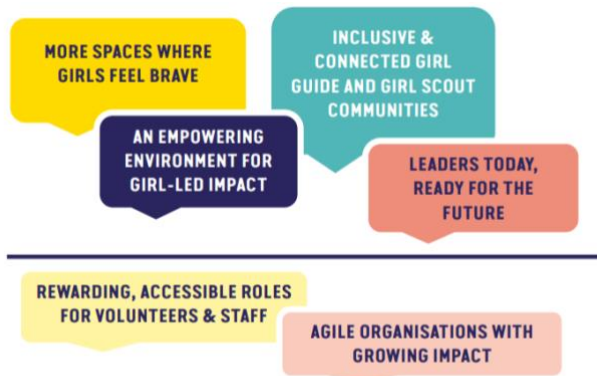 MORE SPACES WHERE
GIRLS FEEL BRAVE
INCLUSIVE &
CONNECTED GIRL
GUIDE AND GIRL SCOUT
COMMUNITIES
AN EMPOWERING
ENVIRONMENT FOR
GIRL-LED IMPACT
LEADERS TODAY,
READY FOR THE
FUTURE
REWARDING, ACCESSIBLE ROLES
FOR VOLUNTEERS & STAFF
AGILE ORGANISATIONS WITH
GROWING IMPACT